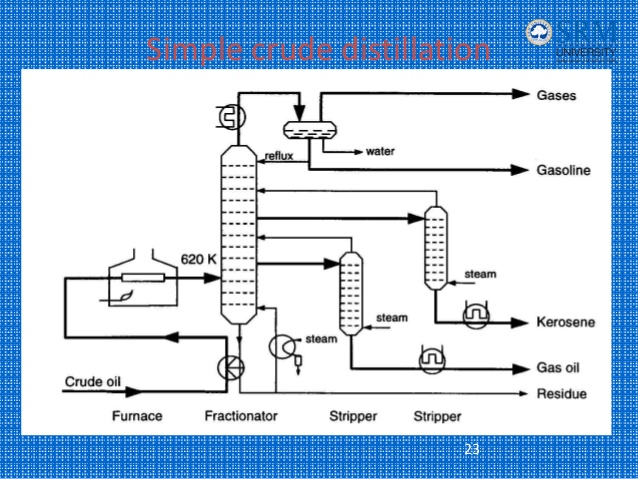 Simple crude distillation
SRM
UNIVERSITY
Gases
water
reflux
Gasoline
620 K
steam
steam
Kerosene
steam
Gas oil
Crude oil
Residue
Furnace Fractionator Stripper Stripper
23